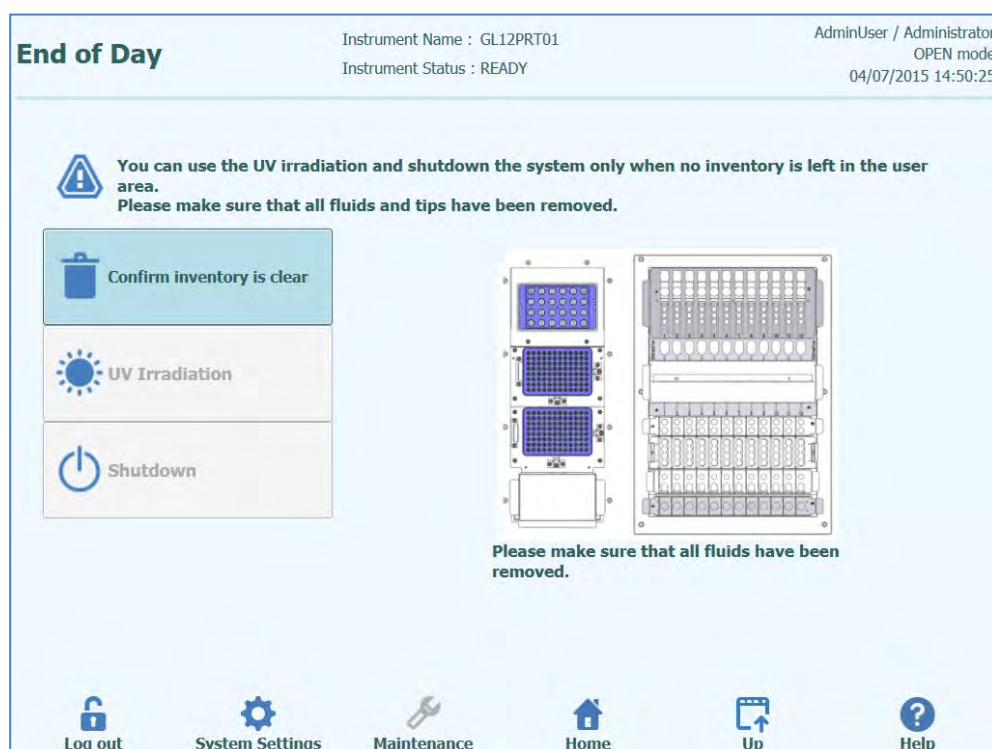 End of Day
Instrument Name : GL12PRT01
Instrument Status : READY
AdminUser / Administrator
OPEN mode
04/07/2015 14:50:25
You can use the UV irradiation and shutdown the system only when no inventory is left in the user
area.
Please make sure that all fluids and tips have been removed.
Confirm inventory is clear
UV Irradiation
Shutdown
Please make sure that all fluids have been
removed.
Log out
System Settings
Maintenance
Home
Up
Help